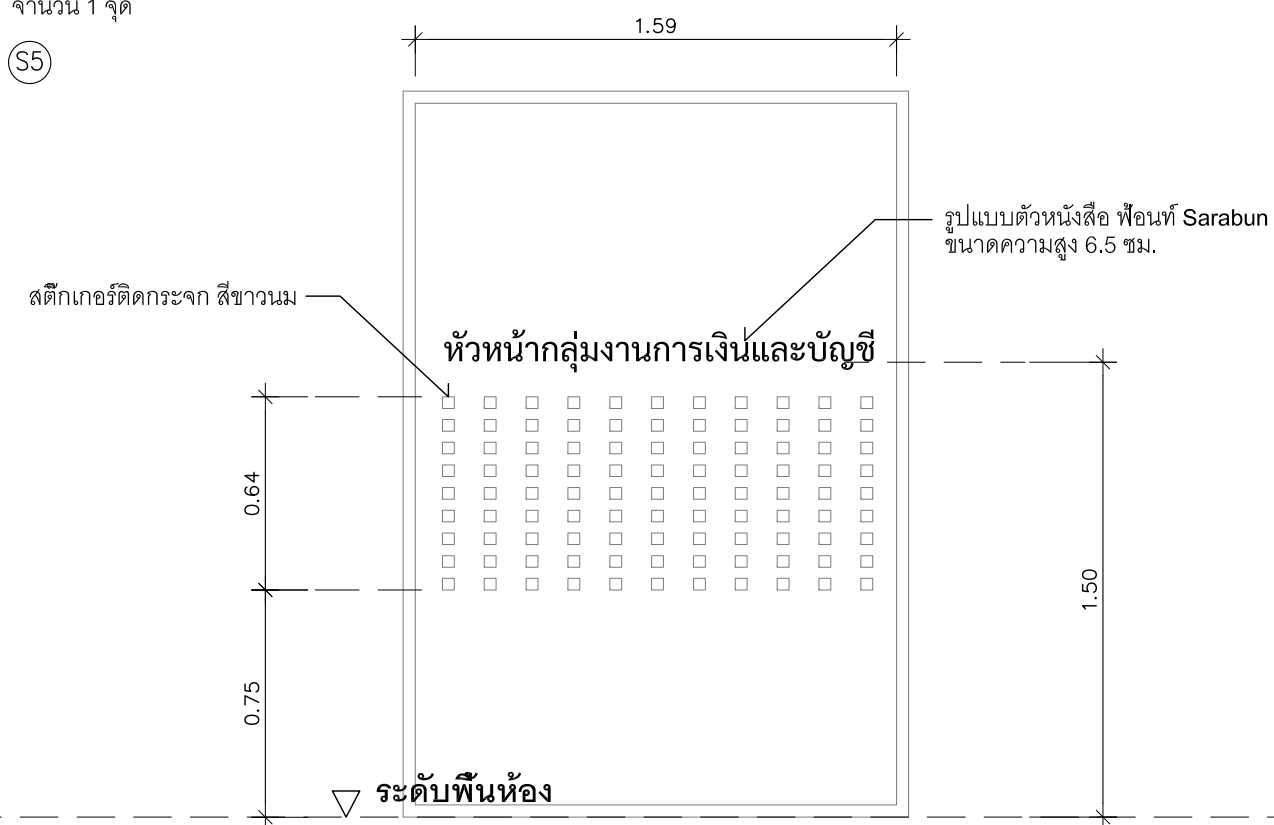 จำนวน 1 จุด
S5
1.59
รูปแบบตัวหนังสือ ฟ้อนท์ Sarabun
ขนาดความสูง 6.5 ซม.
สติ๊กเกอร์ติดกระจก สีขาวนม
หัวหน้ากลุ่มงานการเงินและบัญชี
0.64
1.50
0.75
ระดับพื้นห้อง